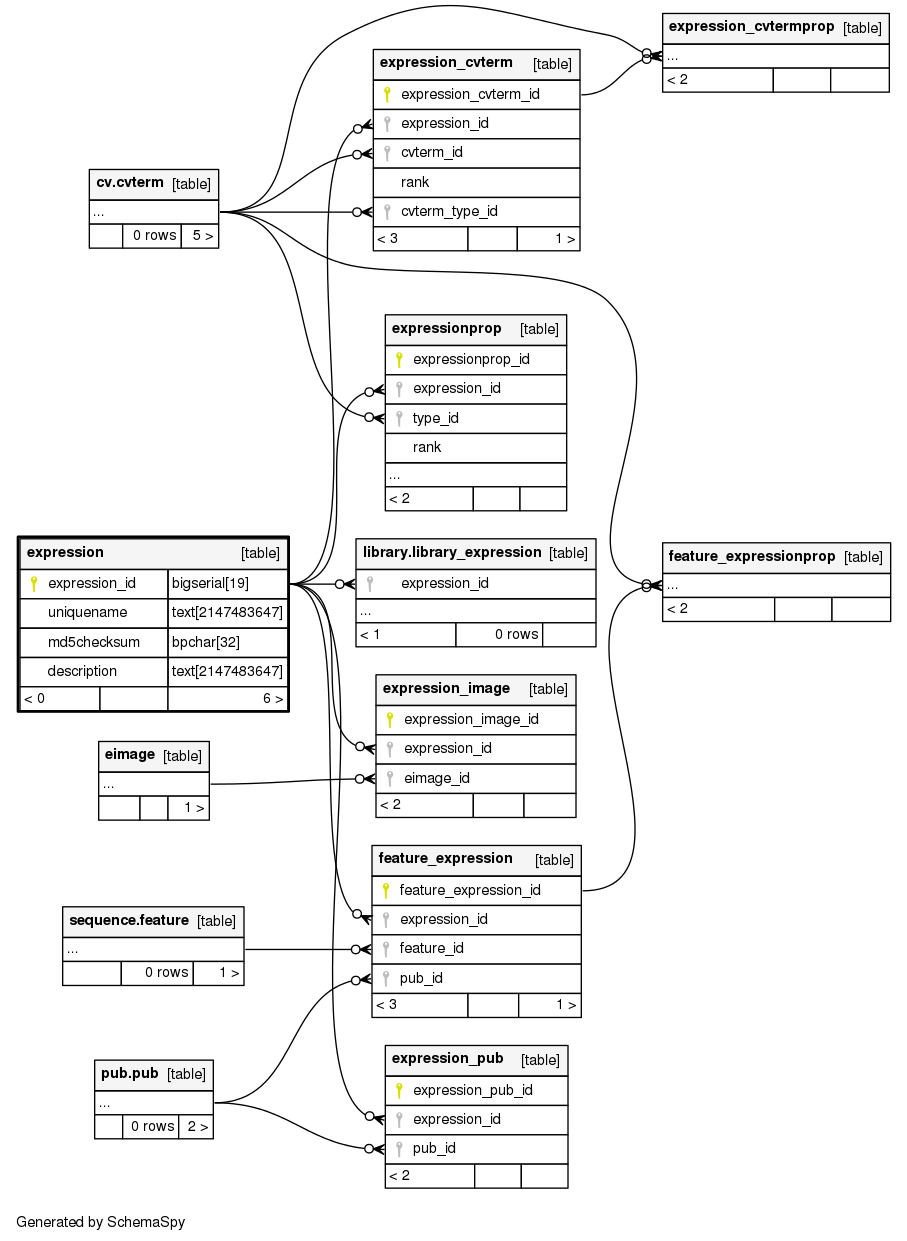 expression_cvtermprop [table]
...
< 2
expression_cvterm [table]
expression_cvterm_id
expression_id
cvterm_id
rank
cvterm_type_id
< 3 1 >
cv.cvterm [table]
...
0 rows 5 >
expressionprop [table]
expressionprop_id
expression_id
type_id
rank
...
< 2
expression [table]
expression_id bigserial[19]
uniquename text[2147483647]
md5checksum bpchar[32]
description text[2147483647]
< 0 6 >
library.library_expression [table]
expression_id
...
< 1 0 rows
feature_expressionprop [table]
...
< 2
expression_image [table]
expression_image_id
expression_id
eimage_id
< 2
eimage [table]
...
1 >
feature_expression [table]
feature_expression_id
expression_id
feature_id
pub_id
< 3 1 >
sequence.feature [table]
...
0 rows 1 >
pub.pub [table]
...
0 rows 2 >
expression_pub [table]
expression_pub_id
expression_id
pub_id
< 2
Generated by SchemaSpy